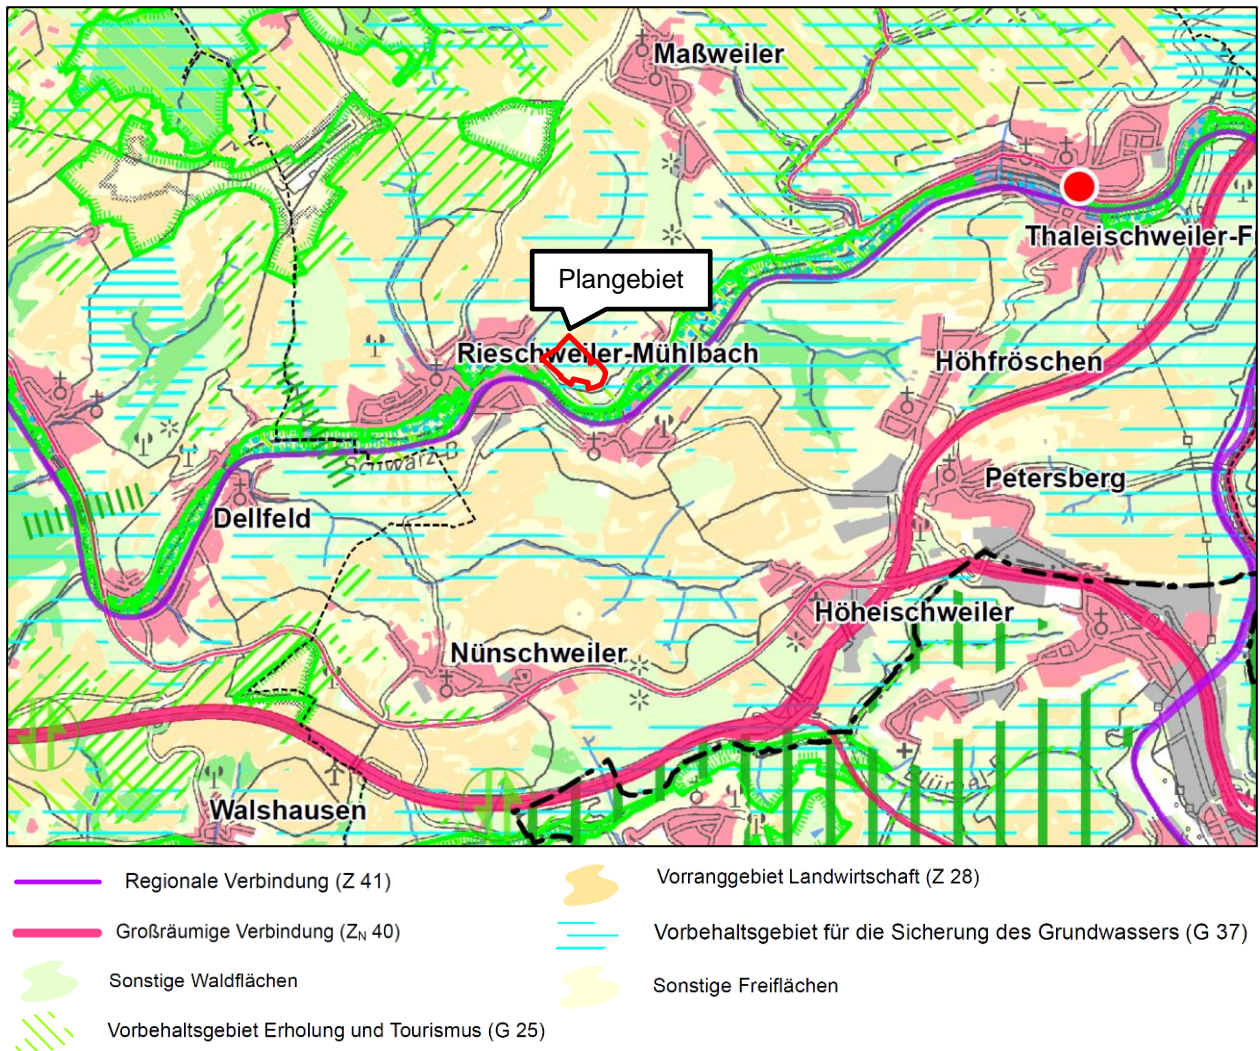 Maßweiler
Thaleischweiler-F
Plangebiet
Rieschweiler-Mühlbach
Höhfröschen
Schwarz-B
Petersberg
Dellfeld
Höheischweiler
Nünschweiler
Walshausen
Regionale Verbindung (Z 41)
Vorranggebiet Landwirtschaft (Z 28)
Großräumige Verbindung (ZN 40)
Vorbehaltsgebiet für die Sicherung des Grundwassers (G 37)
Sonstige Waldflächen
Sonstige Freiflächen
Vorbehaltsgebiet Erholung und Tourismus (G 25)